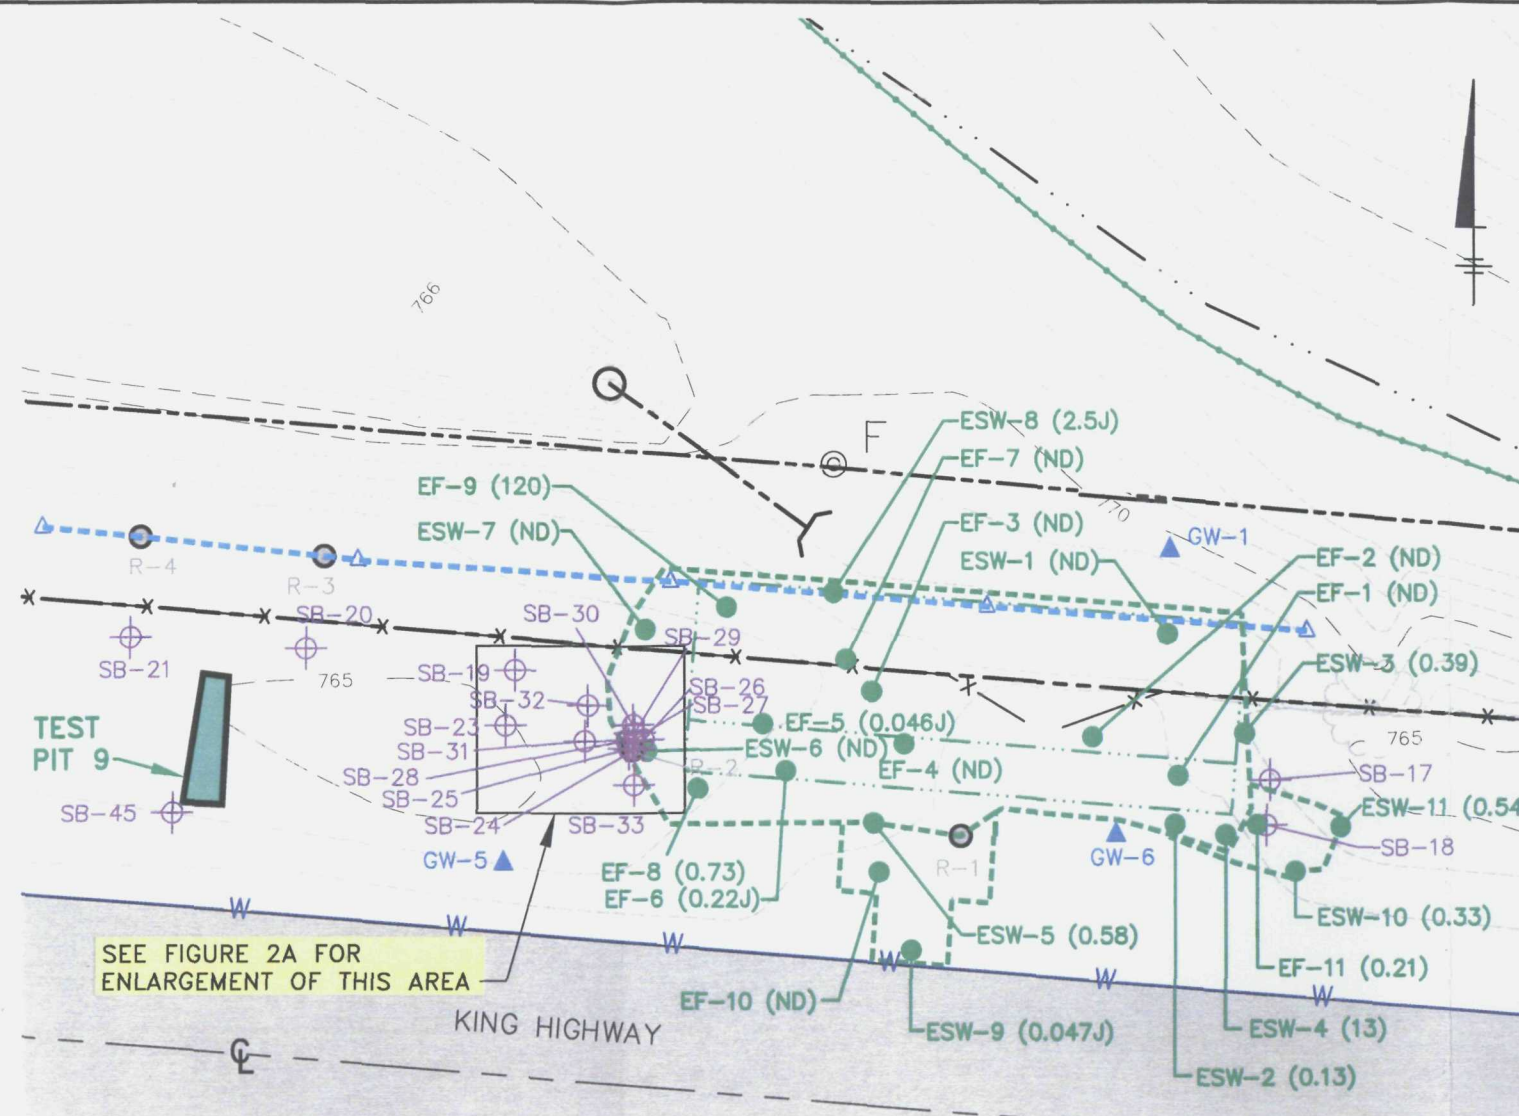 766
F
ESW-8 (2.5J)
EF-7 (ND)
EF-9 (120)
770
ESW-7 (ND)
EF-3 (ND)
GW-1
ESW-1 (ND)
EF-2 (ND)
R-4
R-3
EF-1 (ND)
SB-20
SB-30
SB-29
SB-21
SB-19
ESW-3 (0.39)
765
SB-26
SB-32
SB-27
TEST
PIT 9
SB-23
EF-5 (0.046J)
765
SB-31
ESW-6 (ND)
R-2
EF-4 (ND)
SB-17
SB-28
SB-25
ESW-11 (0.54
SB-45
SB-24
SB-33
SB-18
GW-5
GW-6
R-1
EF-8 (0.73)
EF-6 (0.22J)
W
W
W
W
W
W
ESW-10 (0.33)
ESW-5 (0.58)
SEE FIGURE 2A FOR
ENLARGEMENT OF THIS AREA
EF-11 (0.21)
EF-10 (ND)
KING HIGHWAY
ESW-9 (0.047J)
ESW-4 (13)
CL
ESW-2 (0.13)